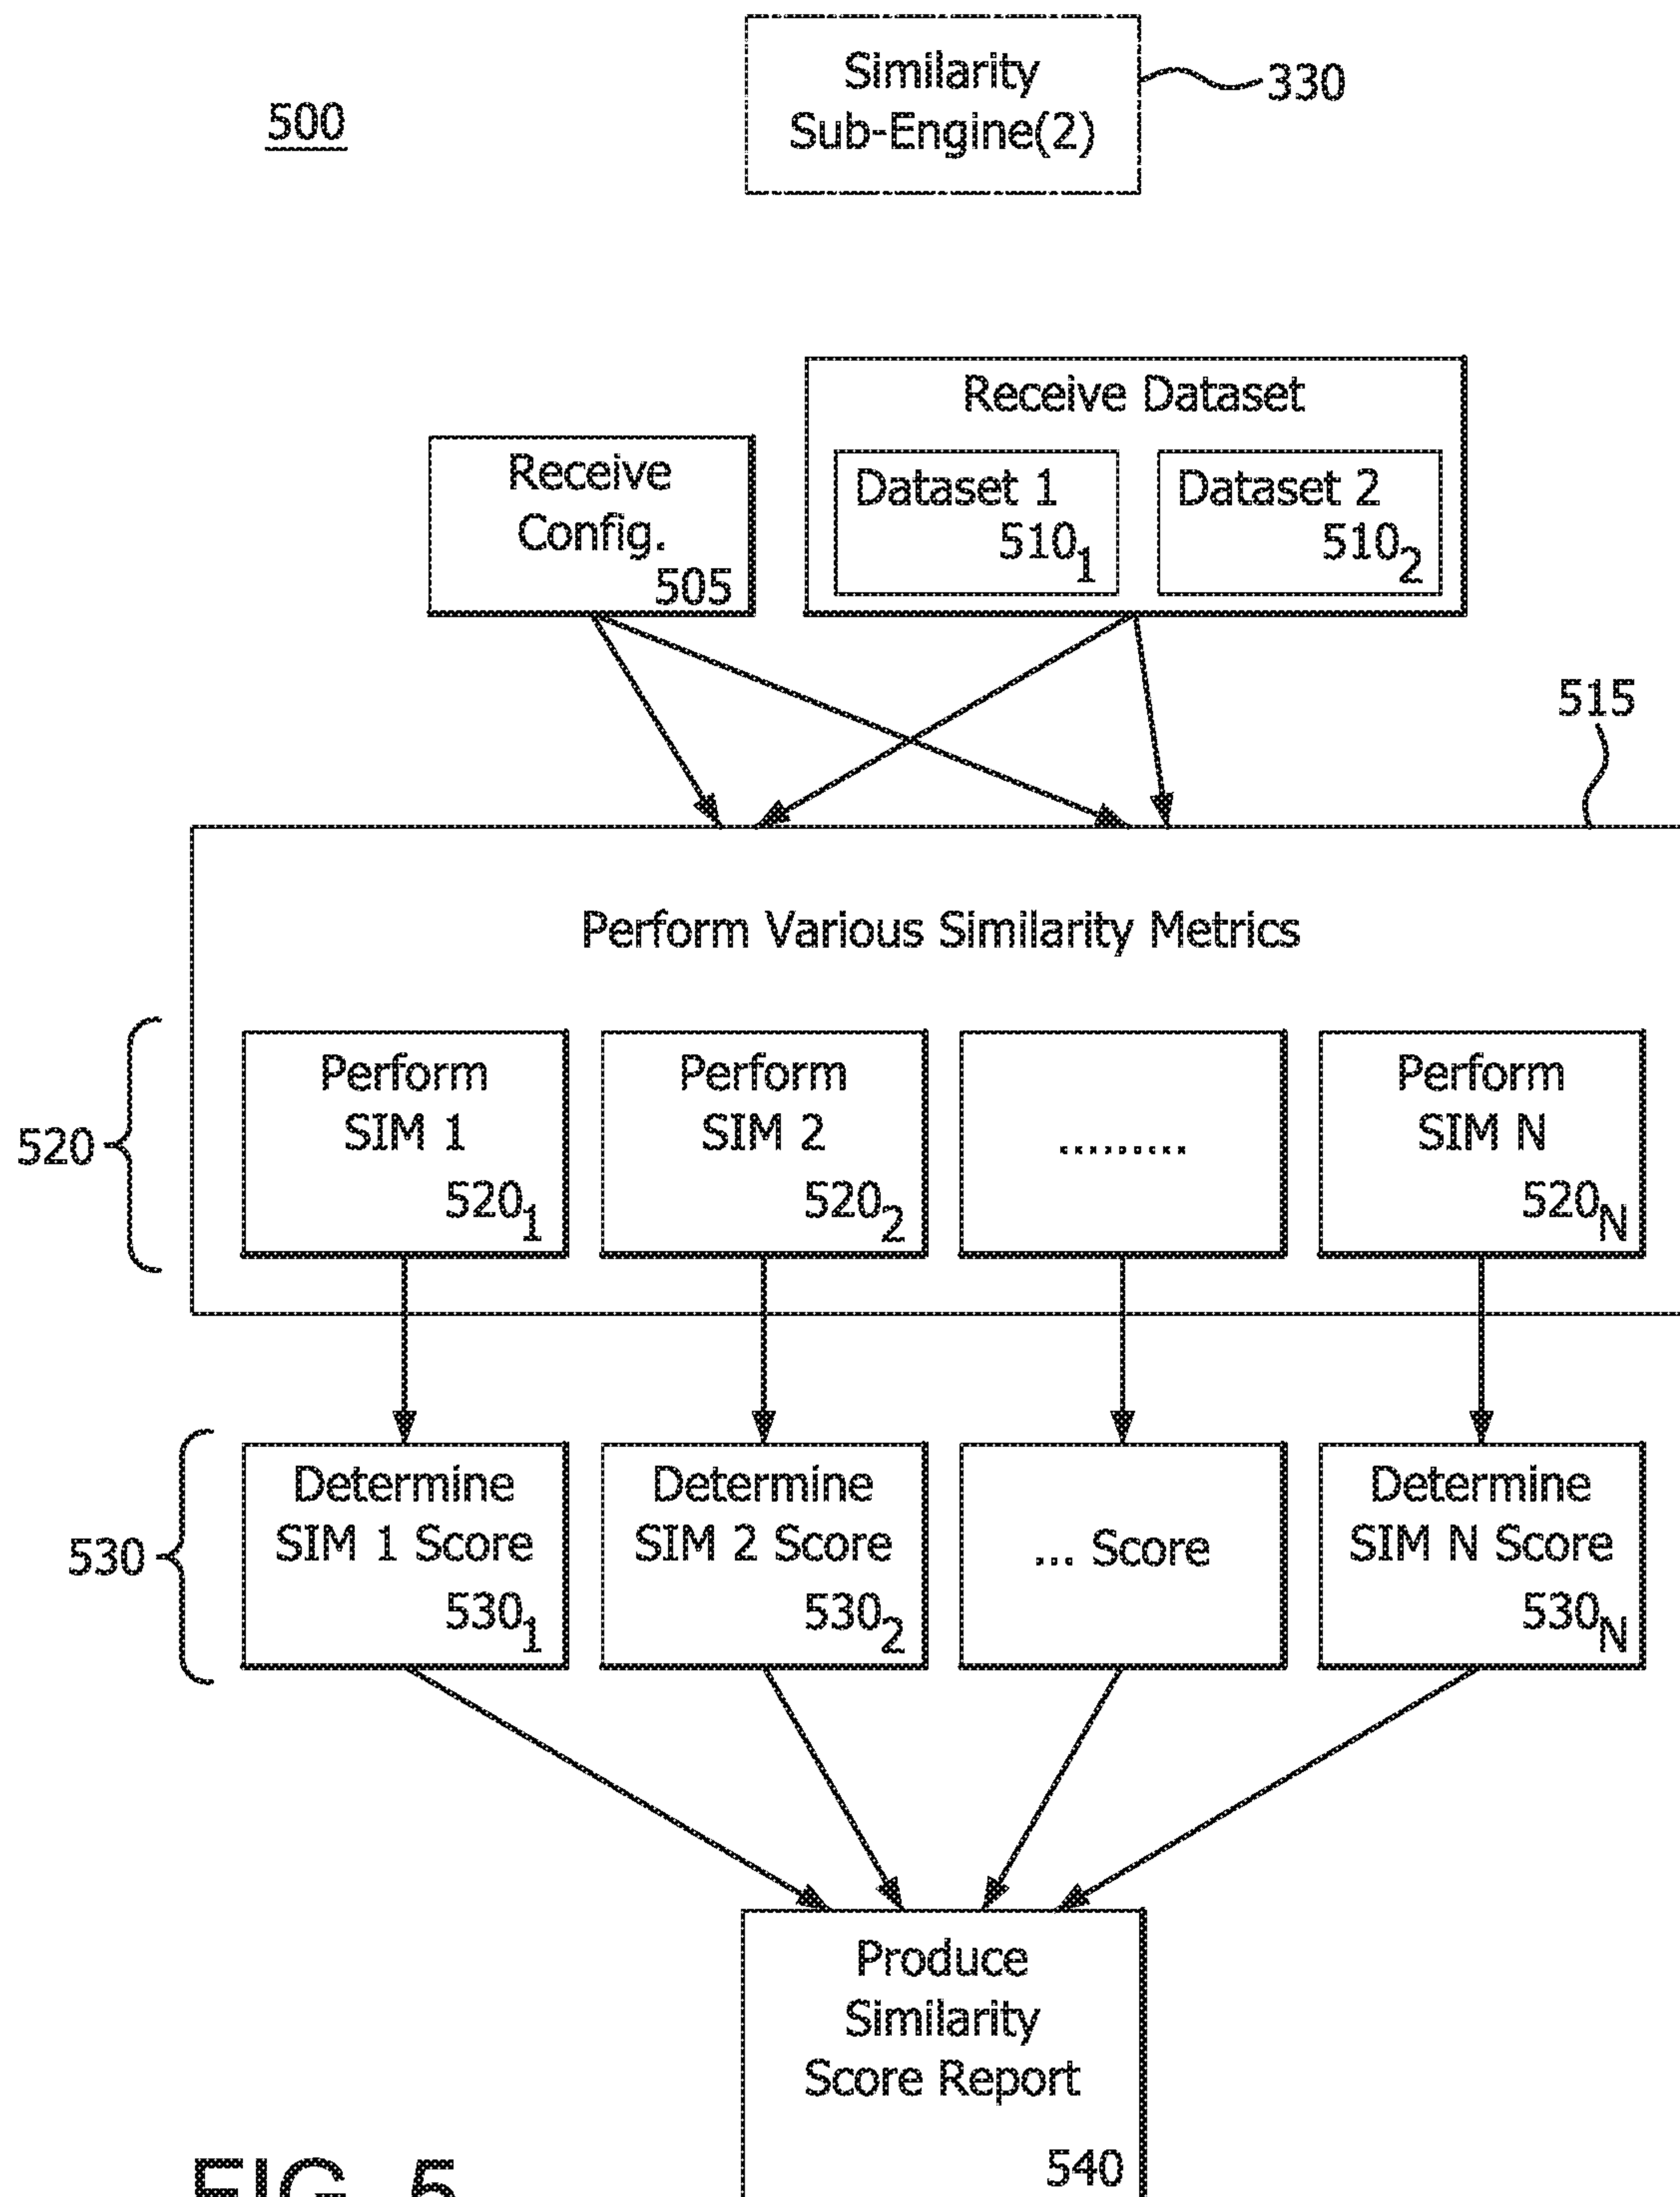 500
Similarity
Sub-Engine(2)
330
Receive
Config.
505
Receive Dataset
Dataset 1
510₁
Dataset 2
510₂
515
Perform Various Similarity Metrics
520
Perform
SIM 1
520₁
Perform
SIM 2
520₂
.........
Perform
SIM N
520N
530
Determine
SIM 1 Score
530₁
Determine
SIM 2 Score
530₂
... Score
Determine
SIM N Score
530N
Produce
Similarity
Score Report
540
FIG. 5